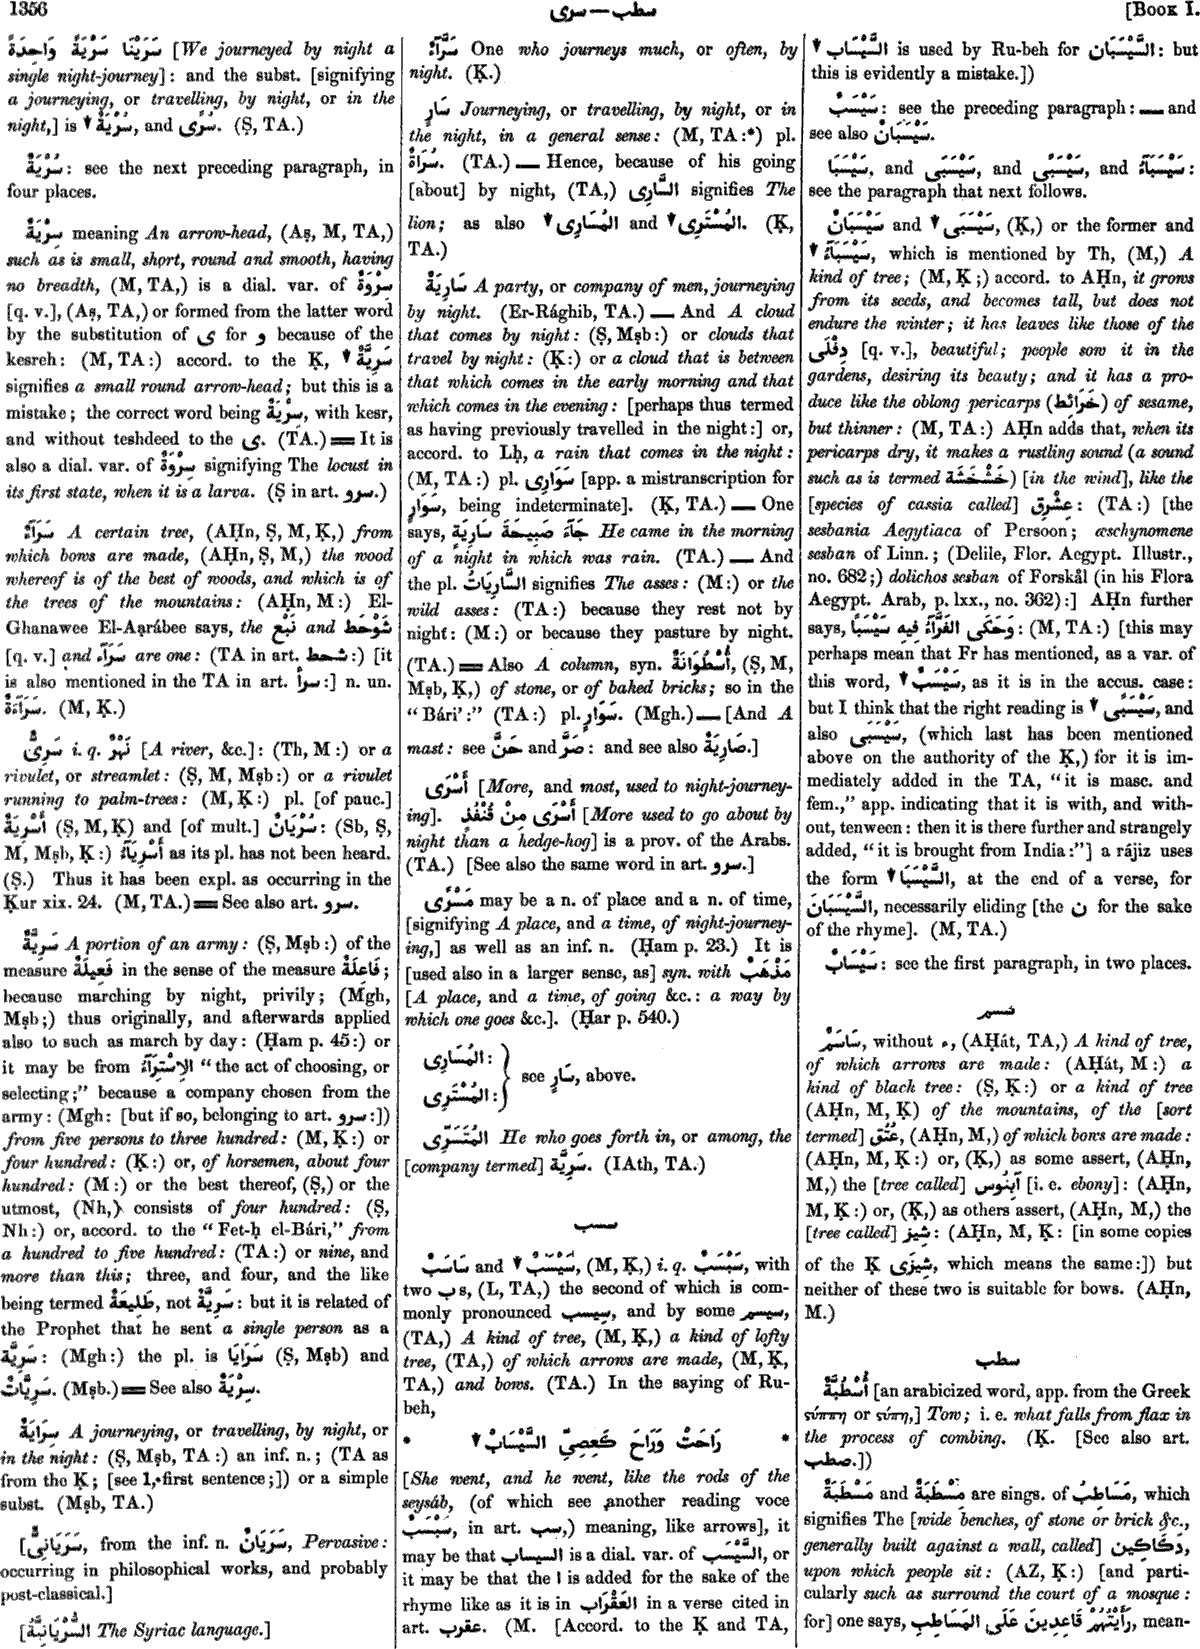 1356
سرى — سطب
[Book I.
سَرَيْنَا سَرْيَةً وَاحِدَةً [We journeyed by night a
single night-journey]: and the subst. [signifying
a journeying, or travelling, by night, or in the
night,] is سُرْيَةٌ, and سُرًى. (Ṣ, TA.)
سُرْيَةٌ: see the next preceding paragraph, in
four places.
سِرْيَةٌ meaning An arrow-head, (Aṣ, M, TA,)
such as is small, short, round and smooth, having
no breadth, (M, TA,) is a dial. var. of سِرْوَةٌ
[q. v.], (Aṣ, TA,) or formed from the latter word
by the substitution of ى for و because of the
kesreh: (M, TA:) accord. to the Ḳ, سَرِيَّةٌ
signifies a small round arrow-head; but this is a
mistake; the correct word being سِرْيَةٌ, with kesr,
and without teshdeed to the ى. (TA.) ═ It is
also a dial. var. of سِرْوَةٌ signifying The locust in
its first state, when it is a larva. (Ṣ in art. سرو.)
سَرَآءٌ A certain tree, (AḤn, Ṣ, M, Ḳ,) from
which bows are made, (AḤn, Ṣ, M,) the wood
whereof is of the best of woods, and which is of
the trees of the mountains: (AḤn, M:) El-
Ghanawee El-Aạrábee says, the نَبْع and شَوْحَط
[q. v.] and سَرَآء are one: (TA in art. شحط:) [it
is also mentioned in the TA in art. سرأ:] n. un.
سَرَآءَةٌ. (M, Ḳ.)
سَرِىٌّ i. q. نَهْرٌ [A river, &c.]: (Th, M:) or a
rivulet, or streamlet: (Ṣ, M, Mṣb:) or a rivulet
running to palm-trees: (M, Ḳ:) pl. [of pauc.]
أَسْرِيَةٌ (Ṣ, M, Ḳ) and [of mult.] سُرْيَانٌ: (Sb, Ṣ,
M, Mṣb, Ḳ:) أَسْرِيَآءُ as its pl. has not been heard.
(Ṣ.) Thus it has been expl. as occurring in the
Ḳur xix. 24. (M, TA.) ═ See also art. سرو.
سَرِيَّةٌ A portion of an army: (Ṣ, Mṣb:) of the
measure فَعِيلَةٌ in the sense of the measure فَاعِلَةٌ;
because marching by night, privily; (Mgh,
Mṣb;) thus originally, and afterwards applied
also to such as march by day: (Ḥam p. 45:) or
it may be from الاِسْتِرَآءُ "the act of choosing, or
selecting;" because a company chosen from the
army: (Mgh: [but if so, belonging to art. سرو:])
from five persons to three hundred: (M, Ḳ:) or
four hundred: (Ḳ:) or, of horsemen, about four
hundred: (M:) or the best thereof, (Ṣ,) or the
utmost, (Nh,) consists of four hundred: (Ṣ,
Nh:) or, accord. to the "Fet-ḥ el-Bári," from
a hundred to five hundred: (TA:) or nine, and
more than this; three, and four, and the like
being termed طَلِيعَةٌ, not سَرِيَّةٌ: but it is related of
the Prophet that he sent a single person as a
سَرِيَّة: (Mgh:) the pl. is سَرَايَا (Ṣ, Mṣb) and
سَرِيَّاتٌ. (Mṣb.) ═ See also سِرْيَةٌ.
سِرَايَةٌ A journeying, or travelling, by night, or
in the night: (Ṣ, Mṣb, TA:) an inf. n.; (TA as
from the Ḳ; [see 1, first sentence;]) or a simple
subst. (Mṣb, TA.)
[سَرَيَانِىٌّ, from the inf. n. سَرَيَانٌ, Pervasive:
occurring in philosophical works, and probably
post-classical.]
[السُّرْيَانِيَّةُ The Syriac language.]
سَرَّآءٌ One who journeys much, or often, by
night. (Ḳ.)
سَارٍ Journeying, or travelling, by night, or in
the night, in a general sense: (M, TA:*) pl.
سُرَاةٌ. (TA.) — Hence, because of his going
[about] by night, (TA,) السَّارِى signifies The
lion; as also المُسَارِى and المُسْتَرِى. (Ḳ,
TA.)
سَارِيَةٌ A party, or company of men, journeying
by night. (Er-Rághib, TA.) — And A cloud
that comes by night: (Ṣ, Mṣb:) or clouds that
travel by night: (Ḳ:) or a cloud that is between
that which comes in the early morning and that
which comes in the evening: [perhaps thus termed
as having previously travelled in the night:] or,
accord. to Lḥ, a rain that comes in the night:
(M, TA:) pl. سَوَارِى [app. a mistranscription for
سَوَارٍ, being indeterminate]. (Ḳ, TA.) — One
says, جَآءَ صَبِيحَةَ سَارِيَةٍ He came in the morning
of a night in which was rain. (TA.) — And
the pl. السَّارِيَاتُ signifies The asses: (M:) or the
wild asses: (TA:) because they rest not by
night: (M:) or because they pasture by night.
(TA.) ═ Also A column, syn. أُسْطُوَانَةٌ, (Ṣ, M,
Mṣb, Ḳ,) of stone, or of baked bricks; so in the
"Bári':" (TA:) pl. سَوَارٍ. (Mgh.) — [And A
mast: see حَنَّ and صَرَّ: and see also صَارِيَةٌ.]
أَسْرَى [More, and most, used to night-journey-
ing]. أَسْرَى مِنْ قُنْفُذٍ [More used to go about by
night than a hedge-hog] is a prov. of the Arabs.
(TA.) [See also the same word in art. سرو.]
مَسْرًى may be a n. of place and a n. of time,
[signifying A place, and a time, of night-journey-
ing,] as well as an inf. n. (Ḥam p. 23.) It is
[used also in a larger sense, as] syn. with مَذْهَبٌ
[A place, and a time, of going &c.: a way by
which one goes &c.]. (Ḥar p. 540.)
المُسَارِى:
see سَارٍ, above.
المُسْتَرِى:
المُتَسَرِّى He who goes forth in, or among, the
[company termed] سَرِيَّة. (IAth, TA.)
سسب
سَاسَبٌ and سَيْسَبٌ, (M, Ḳ,) i. q. سَبْسَبٌ, with
two بs, (L, TA,) the second of which is com-
monly pronounced سيسب, and by some سيسم,
(TA,) A kind of tree, (M, Ḳ,) a kind of lofty
tree, (TA,) of which arrows are made, (M, Ḳ,
TA,) and bows. (TA.) In the saying of Ru-
beh,
* رَاحَتْ وَرَاحَ كَعِصِىِّ السَّيْسَابْ *
[She went, and he went, like the rods of the
seysáb, (of which see another reading voce
سَبْسَبٌ, in art. سب,) meaning, like arrows], it
may be that السيساب is a dial. var. of السَّيْسَب, or
it may be that the ا is added for the sake of the
rhyme like as it is in العَقْرَاب in a verse cited in
art. عقرب. (M. [Accord. to the Ḳ and TA,
السَّيْسَاب is used by Ru-beh for السَّيْسَبَان: but
this is evidently a mistake.])
سَيْسَبٌ: see the preceding paragraph: — and
see also سَيْسَبَانٌ.
سَيْسَبَا, and سَيْسَبَى, and سَيْسَبًى, and سَيْسَبَآءٌ:
see the paragraph that next follows.
سَيْسَبَانٌ and سَيْسَبَى, (Ḳ,) or the former and
سَيْسَبَآءٌ, which is mentioned by Th, (M,) A
kind of tree; (M, Ḳ;) accord. to AḤn, it grows
from its seeds, and becomes tall, but does not
endure the winter; it has leaves like those of the
دِفْلَى [q. v.], beautiful; people sow it in the
gardens, desiring its beauty; and it has a pro-
duce like the oblong pericarps (خَرَائِط) of sesame,
but thinner: (M, TA:) AḤn adds that, when its
pericarps dry, it makes a rustling sound (a sound
such as is termed خَشْخَشَة) [in the wind], like the
[species of cassia called] عِشْرِق: (TA:) [the
sesbania Aegytiaca of Persoon; æschynomene
sesban of Linn.; (Delile, Flor. Aegypt. Illustr.,
no. 682;) dolichos sesban of Forskål (in his Flora
Aegypt. Arab, p. lxx., no. 362):] AḤn further
says, وَحَكَى الفَرَّآءُ فِيهِ سَيْسَبًا: (M, TA:) [this may
perhaps mean that Fr has mentioned, as a var. of
this word, سَيْسَبٌ, as it is in the accus. case:
but I think that the right reading is سَيْسَبًى, and
also سَيْسَبَى, (which last has been mentioned
above on the authority of the Ḳ,) for it is im-
mediately added in the TA, "it is masc. and
fem.," app. indicating that it is with, and with-
out, tenween: then it is there further and strangely
added, "it is brought from India:"] a rájiz uses
the form السَّيْسَبَا, at the end of a verse, for
السَّيْسَبَانَ, necessarily eliding [the ن for the sake
of the rhyme]. (M, TA.)
سَيْسَابٌ: see the first paragraph, in two places.
سسم
سَاسَمٌ, without ء, (AḤát, TA,) A kind of tree,
of which arrows are made: (AḤát, M:) a
kind of black tree: (Ṣ, Ḳ:) or a kind of tree
(AḤn, M, Ḳ) of the mountains, of the [sort
termed] عُتُق, (AḤn, M,) of which bows are made:
(AḤn, M, Ḳ:) or, (Ḳ,) as some assert, (AḤn,
M,) the [tree called] آبِنُوس [i. e. ebony]: (AḤn,
M, Ḳ:) or, (Ḳ,) as others assert, (AḤn, M,) the
[tree called] شِيز: (AḤn, M, Ḳ: [in some copies
of the Ḳ شِيزَى, which means the same:]) but
neither of these two is suitable for bows. (AḤn,
M.)
سطب
أُسْطُبَّةٌ [an arabicized word, app. from the Greek
στύππη or στύπη,] Tow; i. e. what falls from flax in
the process of combing. (Ḳ. [See also art.
صطب.])
مَسْطَبَةٌ and مِسْطَبَةٌ are sings. of مَسَاطِبُ, which
signifies The [wide benches, of stone or brick &c.,
generally built against a wall, called] دَكَاكِين,
upon which people sit: (AZ, Ḳ:) [and parti-
cularly such as surround the court of a mosque:
for] one says, رَأَيْتُهُمْ قَاعِدِينَ عَلَى المَسَاطِبِ, mean-